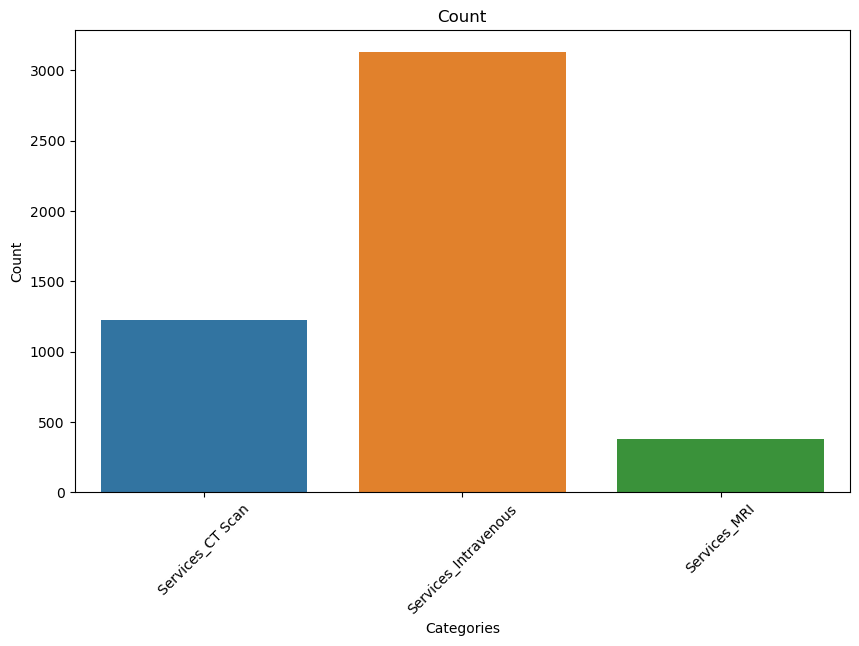 Count
3000
2500
2000
1500
1000
500
0
Count
Services_CT Scan
Services_Intravenous
Services_MRI
Categories